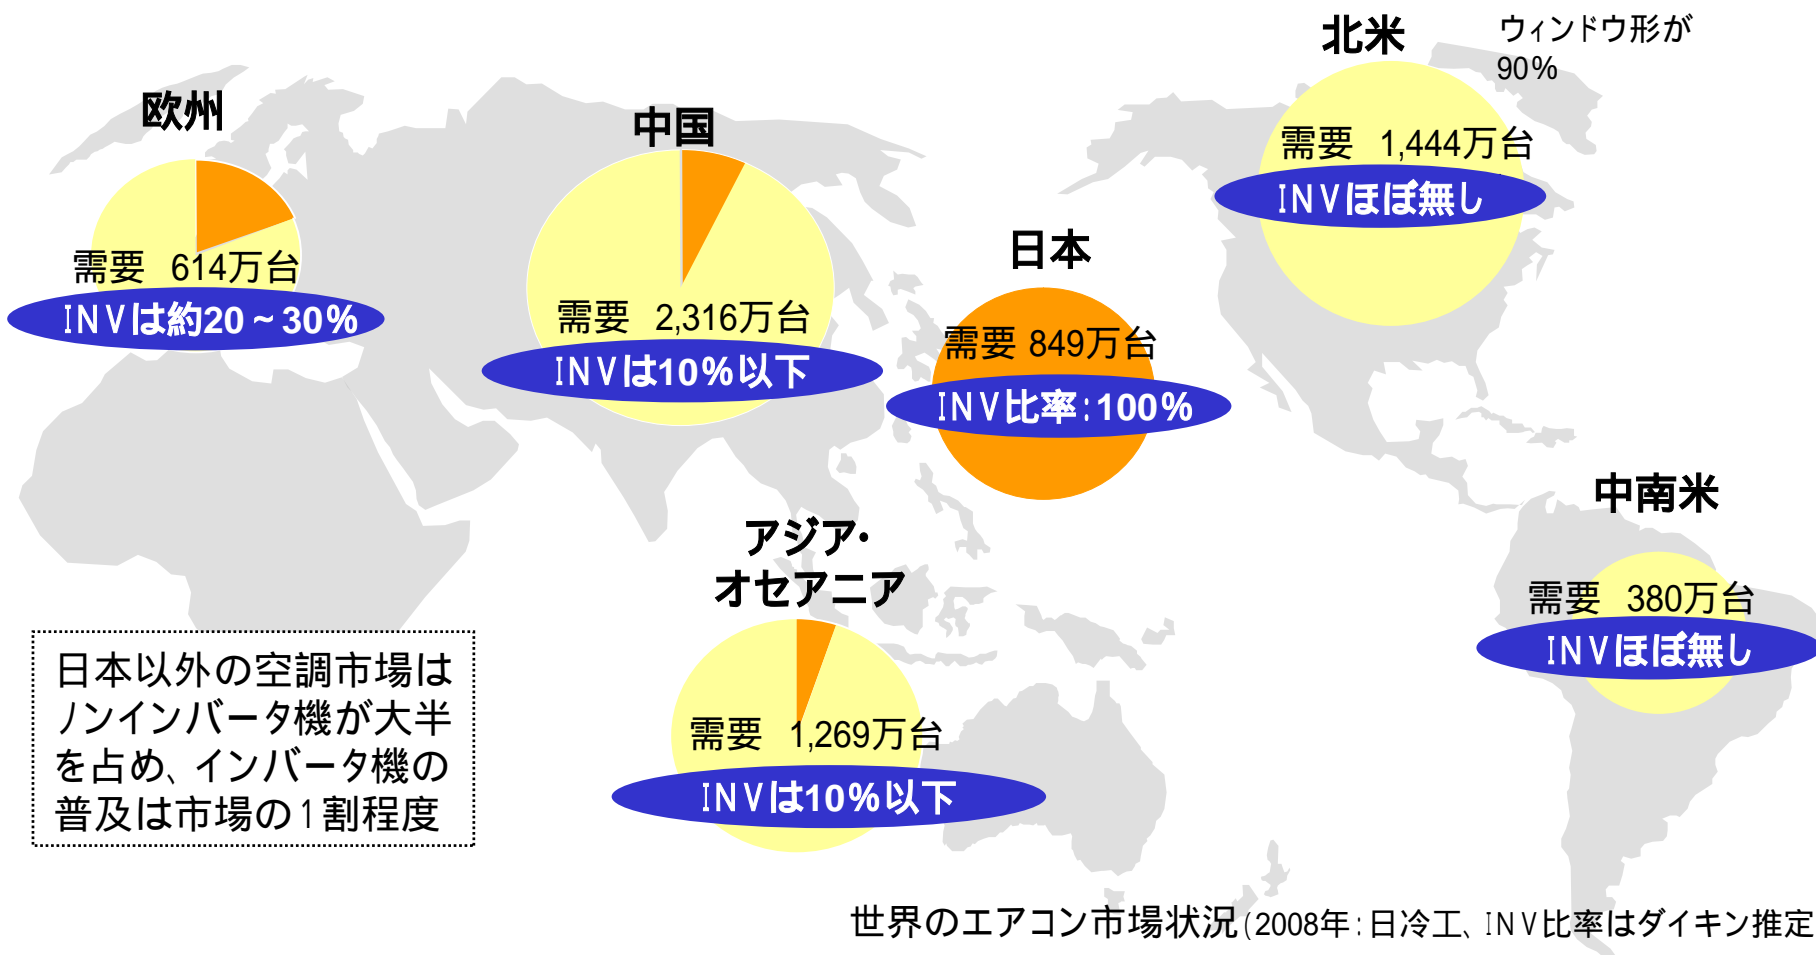 北米
ウィンドウ形が
90%
需要 1,444万台
INVほぼ無し
欧州
需要 614万台
INVは約20～30%
中国
需要 2,316万台
INVは10%以下
日本
需要 849万台
INV比率:100%
中南米
需要 380万台
INVほぼ無し
アジア・
オセアニア
需要 1,269万台
INVは10%以下
日本以外の空調市場は
ノンインバータ機が大半
を占め、インバータ機の
普及は市場の1割程度
世界のエアコン市場状況(2008年:日冷工、INV比率はダイキン推定